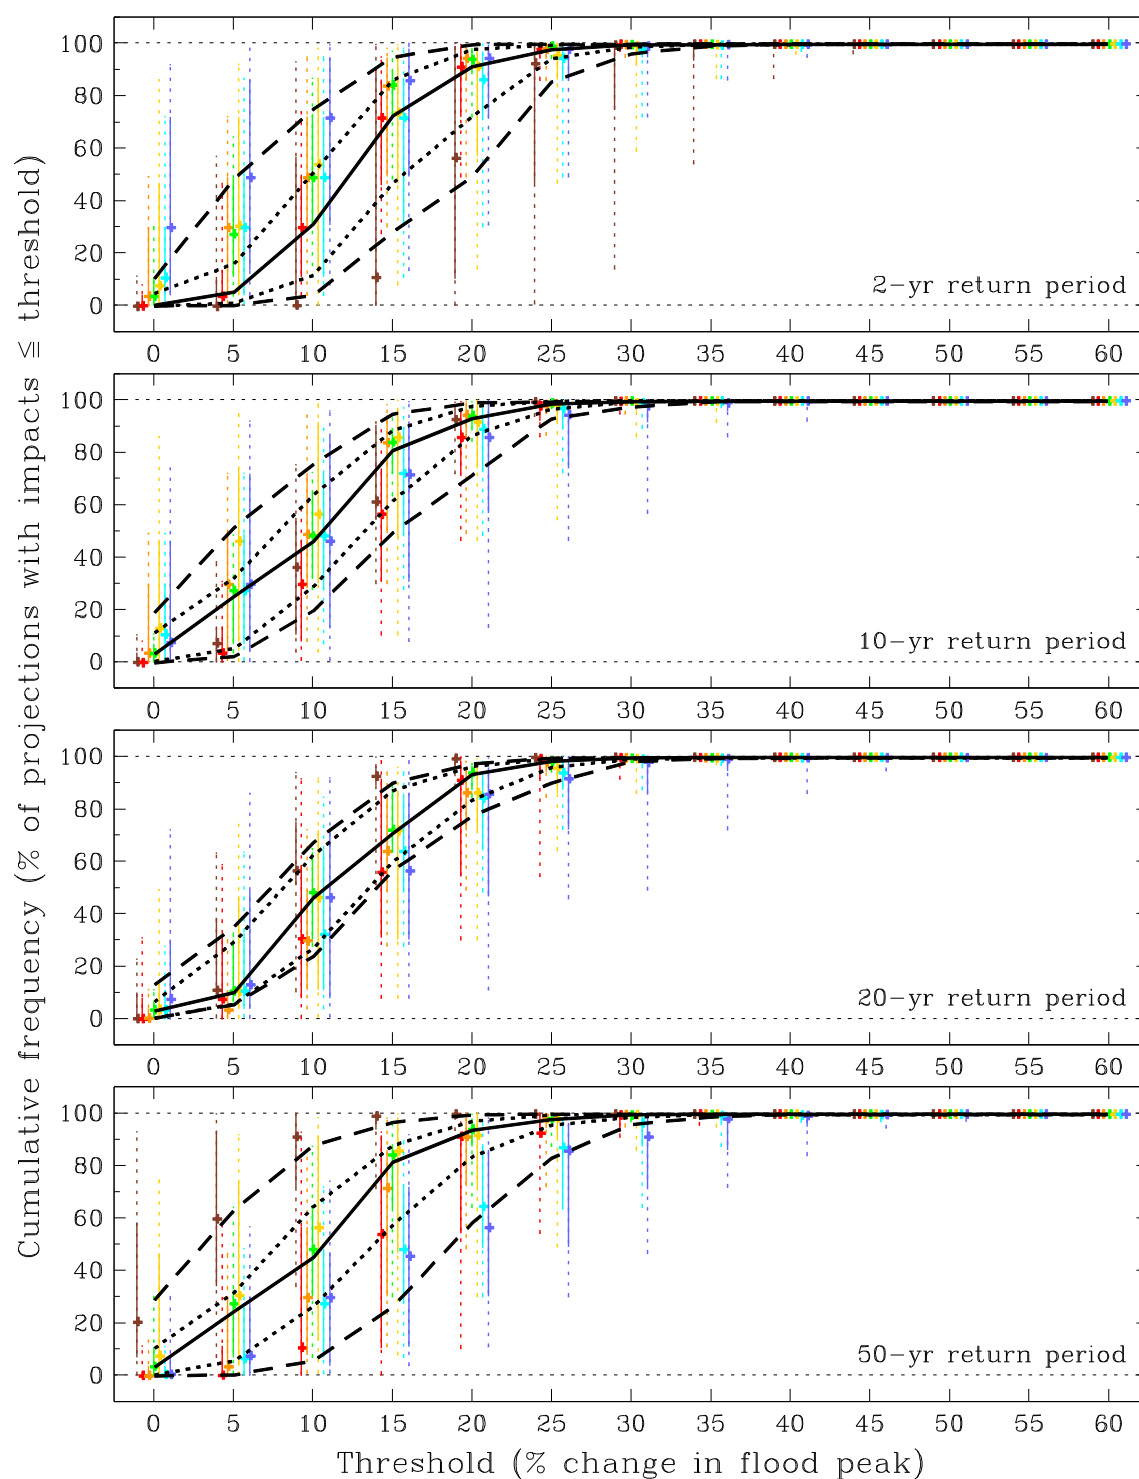 Cumulative frequency (% of projections with impacts ≦ threshold)
100
80
60
40
20
0
2-yr return period
0 5 10 15 20 25 30 35 40 45 50 55 60
100
80
60
40
20
0
10-yr return period
0 5 10 15 20 25 30 35 40 45 50 55 60
100
80
60
40
20
0
20-yr return period
0 5 10 15 20 25 30 35 40 45 50 55 60
100
80
60
40
20
0
50-yr return period
0 5 10 15 20 25 30 35 40 45 50 55 60
Threshold (% change in flood peak)